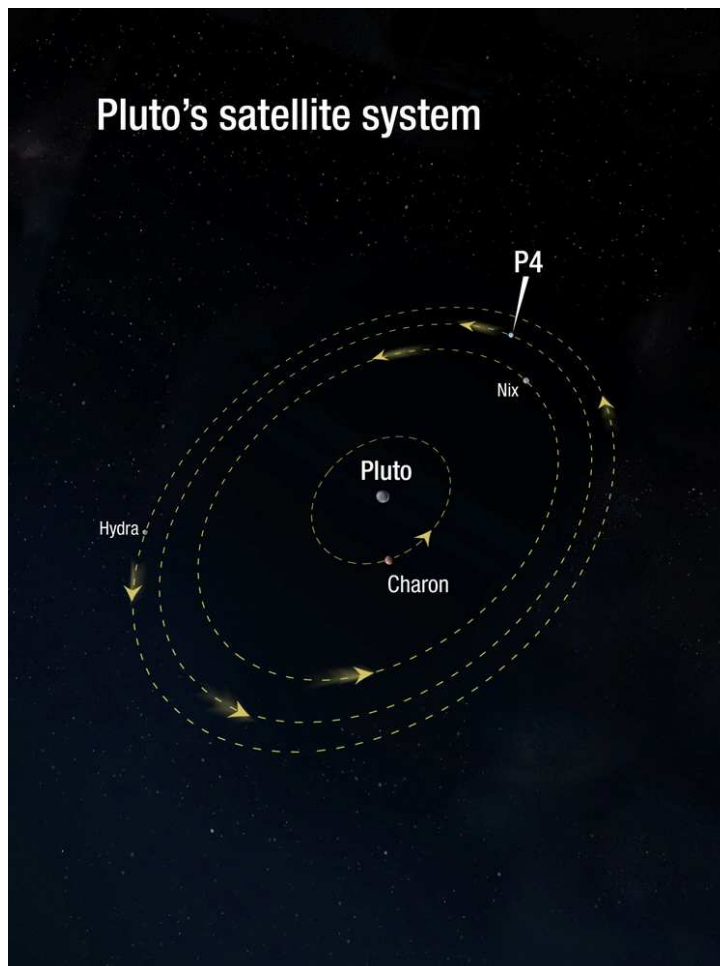 Pluto’s satellite system
P4
Nix
Pluto
Hydra
Charon